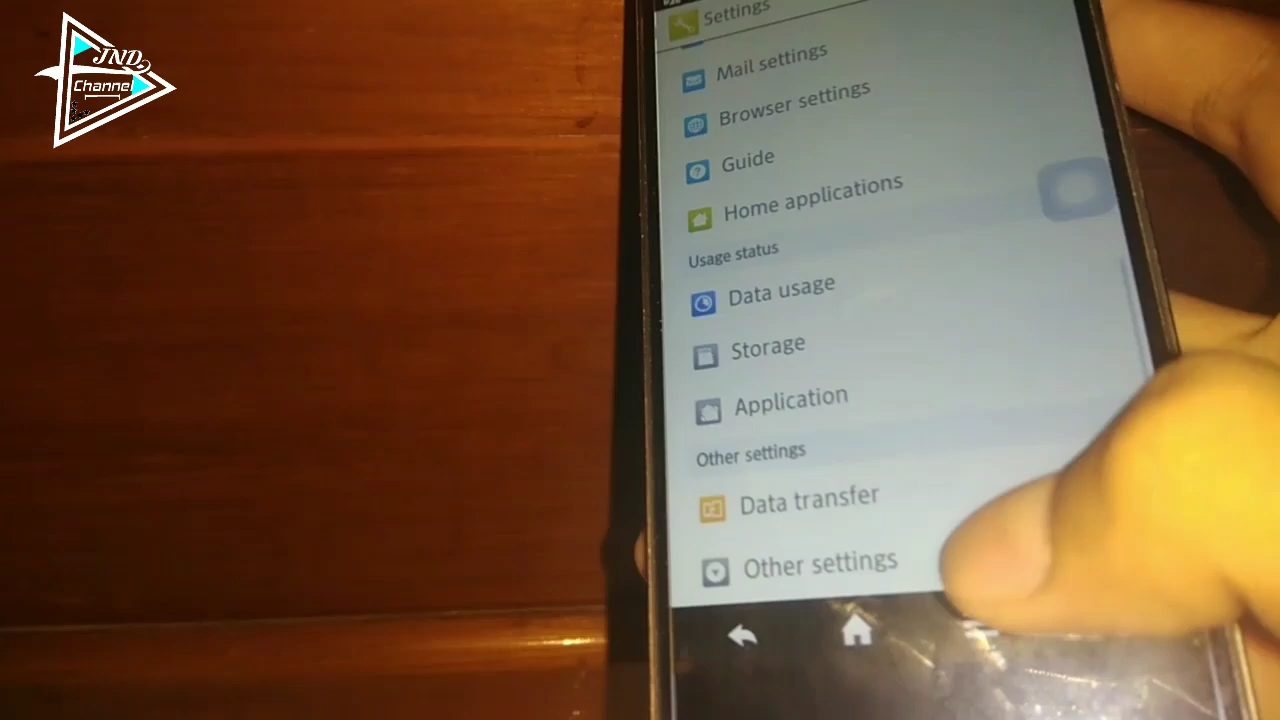 JND
Channel
Settings
Mail settings
Browser settings
Guide
Home applications
Usage status
Data usage
Storage
Application
Other settings
Data transfer
Other settings